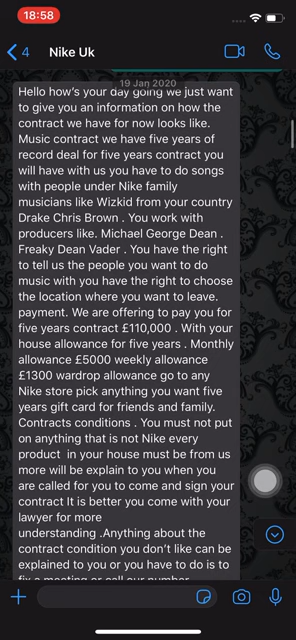 18:58
4
Nike Uk
19 Jan 2020
Hello how's your day going we just want
to give you an information on how the
contract we have for now looks like.
Music contract we have five years of
record deal for five years contract you
will have with us you have to do songs
with people under Nike family
musicians like Wizkid from your country
Drake Chris Brown . You work with
producers like. Michael George Dean .
Freaky Dean Vader . You have the right
to tell us the people you want to do
music with you have the right to choose
the location where you want to leave.
payment. We are offering to pay you for
five years contract £110,000 . With your
house allowance for five years . Monthly
allowance £5000 weekly allowance
£1300 wardrop allowance go to any
Nike store pick anything you want five
years gift card for friends and family.
Contracts conditions . You must not put
on anything that is not Nike every
product  in your house must be from us
more will be explain to you when you
are called for you to come and sign your
contract It is better you come with your
lawyer for more
understanding .Anything about the
contract condition you don't like can be
explained to you or you have to do is to
fix a meeting or call our number